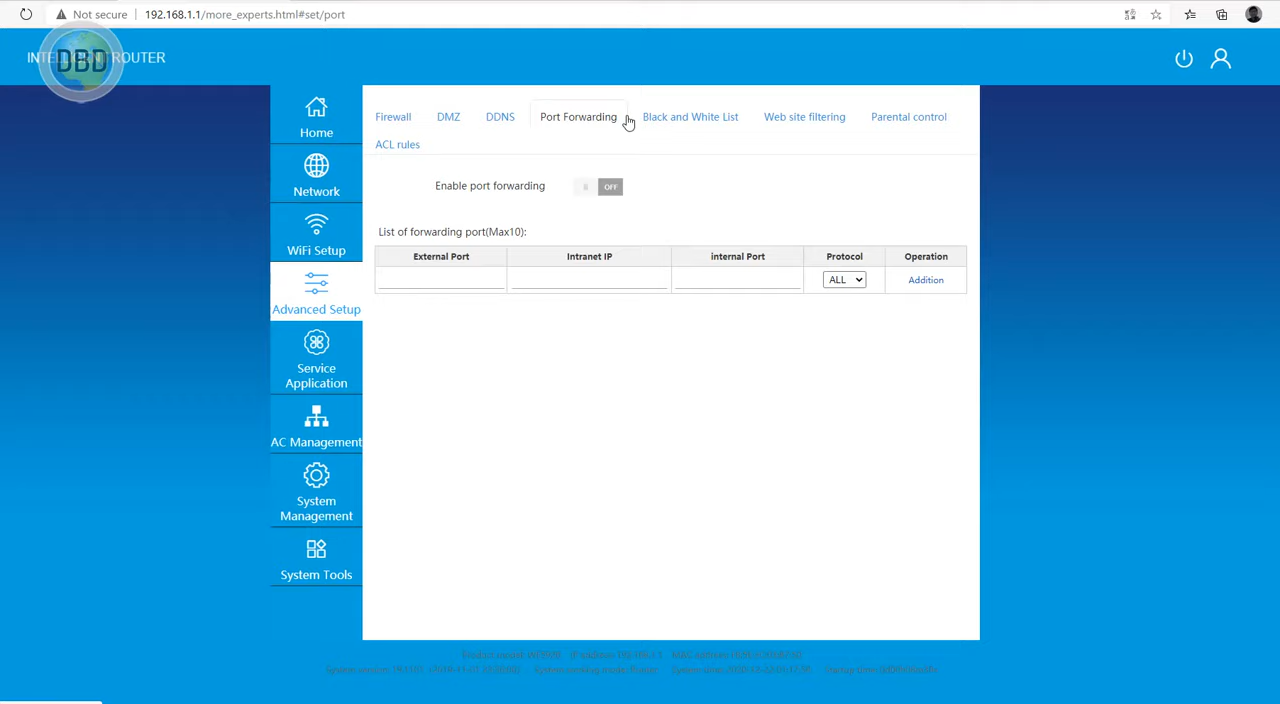 Not secure 192.168.1.1/more_experts.html#set/port
INTELLIGENT ROUTER
DBD
Home
Network
WiFi Setup
Advanced Setup
Service
Application
AC Management
System
Management
System Tools
Firewall DMZ DDNS Port Forwarding Black and White List Web site filtering Parental control
ACL rules
Enable port forwarding OFF
List of forwarding port(Max10):
External Port Intranet IP internal Port Protocol Operation
ALL Addition